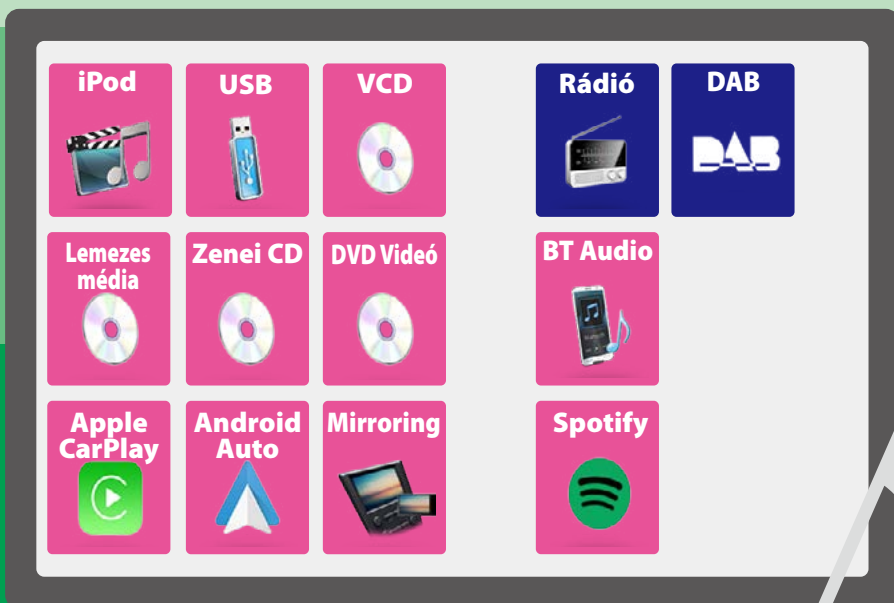 iPod
USB
VCD
Rádió
DAB
DAB
Lemezes
média
Zenei CD
DVD Videó
BT Audio
Apple
CarPlay
Android
Auto
Mirroring
Spotify